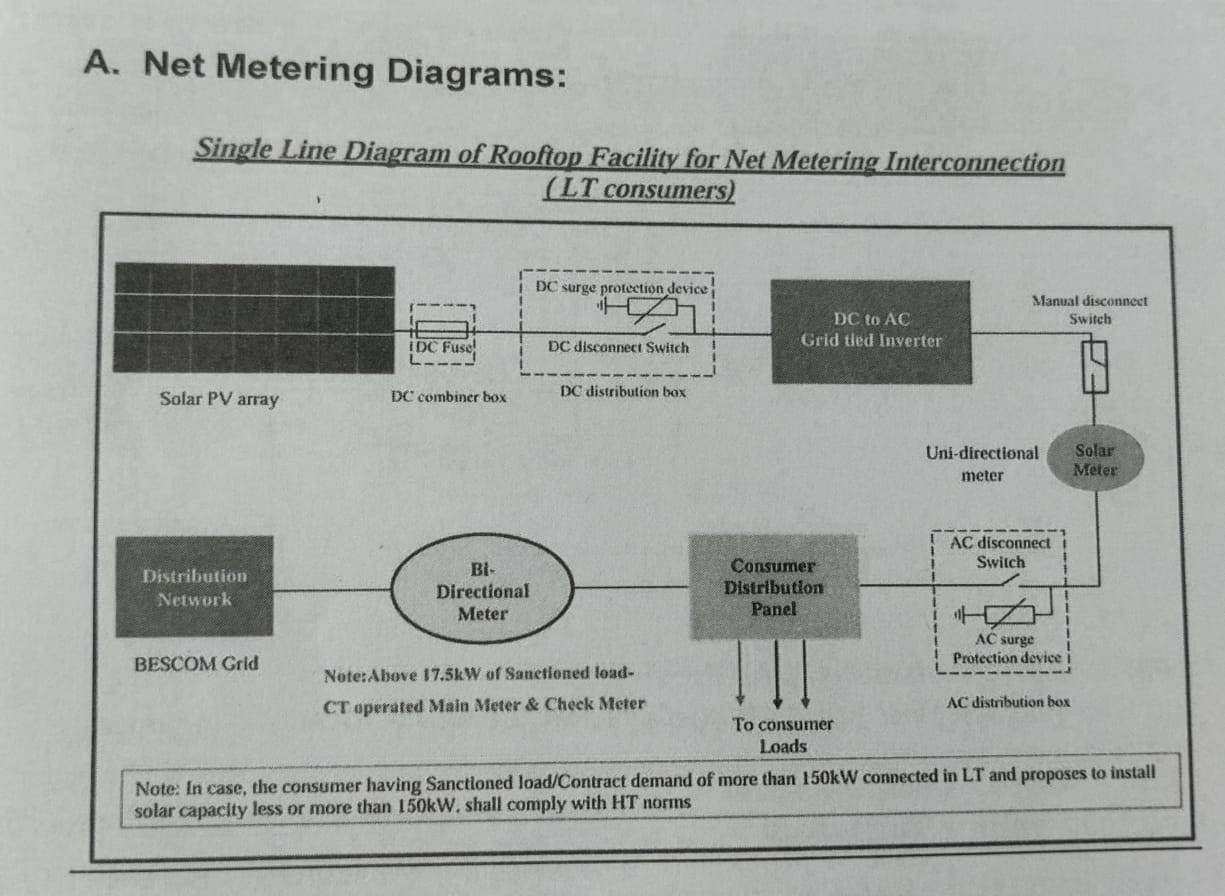 A. Net Metering Diagrams:
Single Line Diagram of Rooftop Facility for Net Metering Interconnection
(LT consumers)
DC surge protection device
DC Fuse
DC disconnect Switch
DC to AC
Grid tied Inverter
Manual disconnect
Switch
Solar PV array
DC combiner box
DC distribution box
Uni-directional
meter
Solar
Meter
Distribution
Network
Bi-
Directional
Meter
Consumer
Distribution
Panel
AC disconnect
Switch
AC surge
Protection device
BESCOM Grid
Note:Above 17.5kW of Sanctioned load-
CT operated Main Meter & Check Meter
AC distribution box
To consumer
Loads
Note: In case, the consumer having Sanctioned load/Contract demand of more than 150kW connected in LT and proposes to install
solar capacity less or more than 150kW. shall comply with HT norms